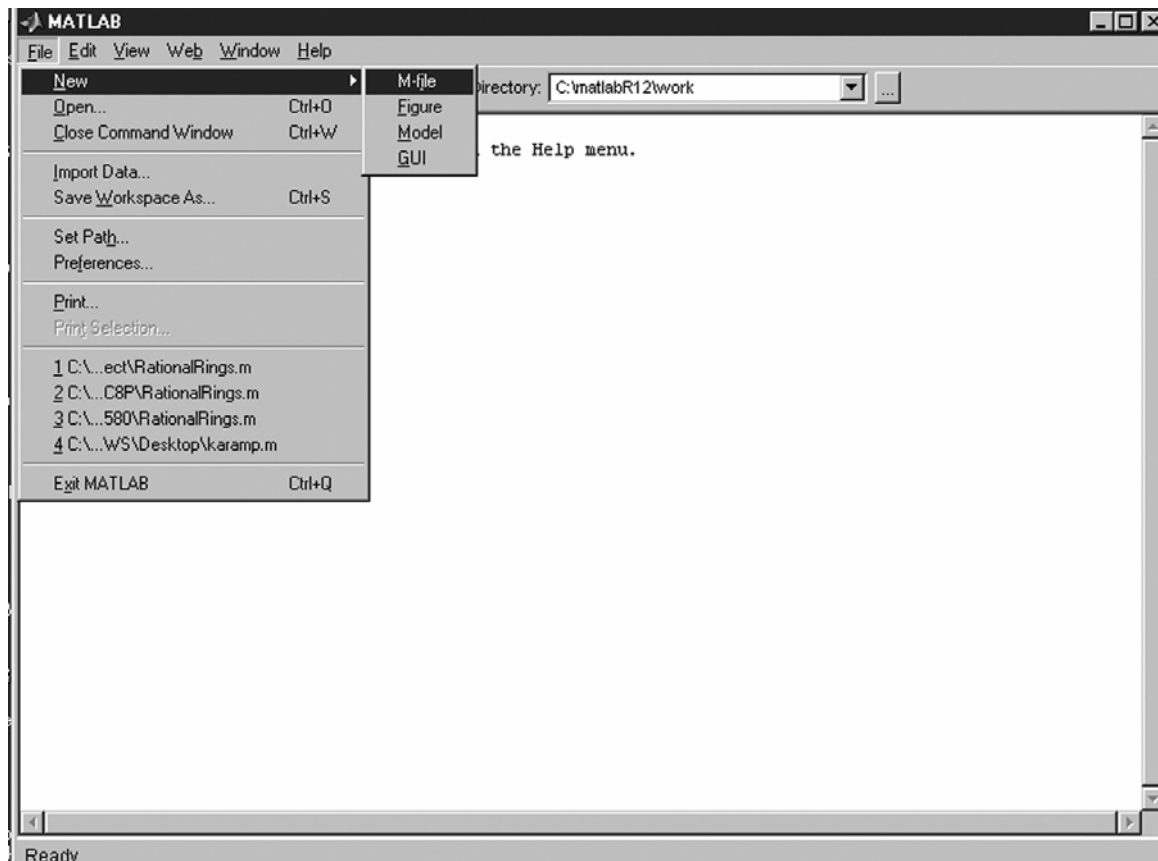 MATLAB
File Edit View Web Window Help
New
Open... Ctrl+O
Close Command Window Ctrl+W
Import Data...
Save Workspace As... Ctrl+S
Set Path...
Preferences...
Print...
Print Selection...
1 C:\...ect\RationalRings.m
2 C:\...C8P\RationalRings.m
3 C:\...580\RationalRings.m
4 C:\...WS\Desktop\karamp.m
Exit MATLAB Ctrl+Q
M-file
Figure
Model
GUI
Directory: C:\matlabR12\work
...
the Help menu.
Ready